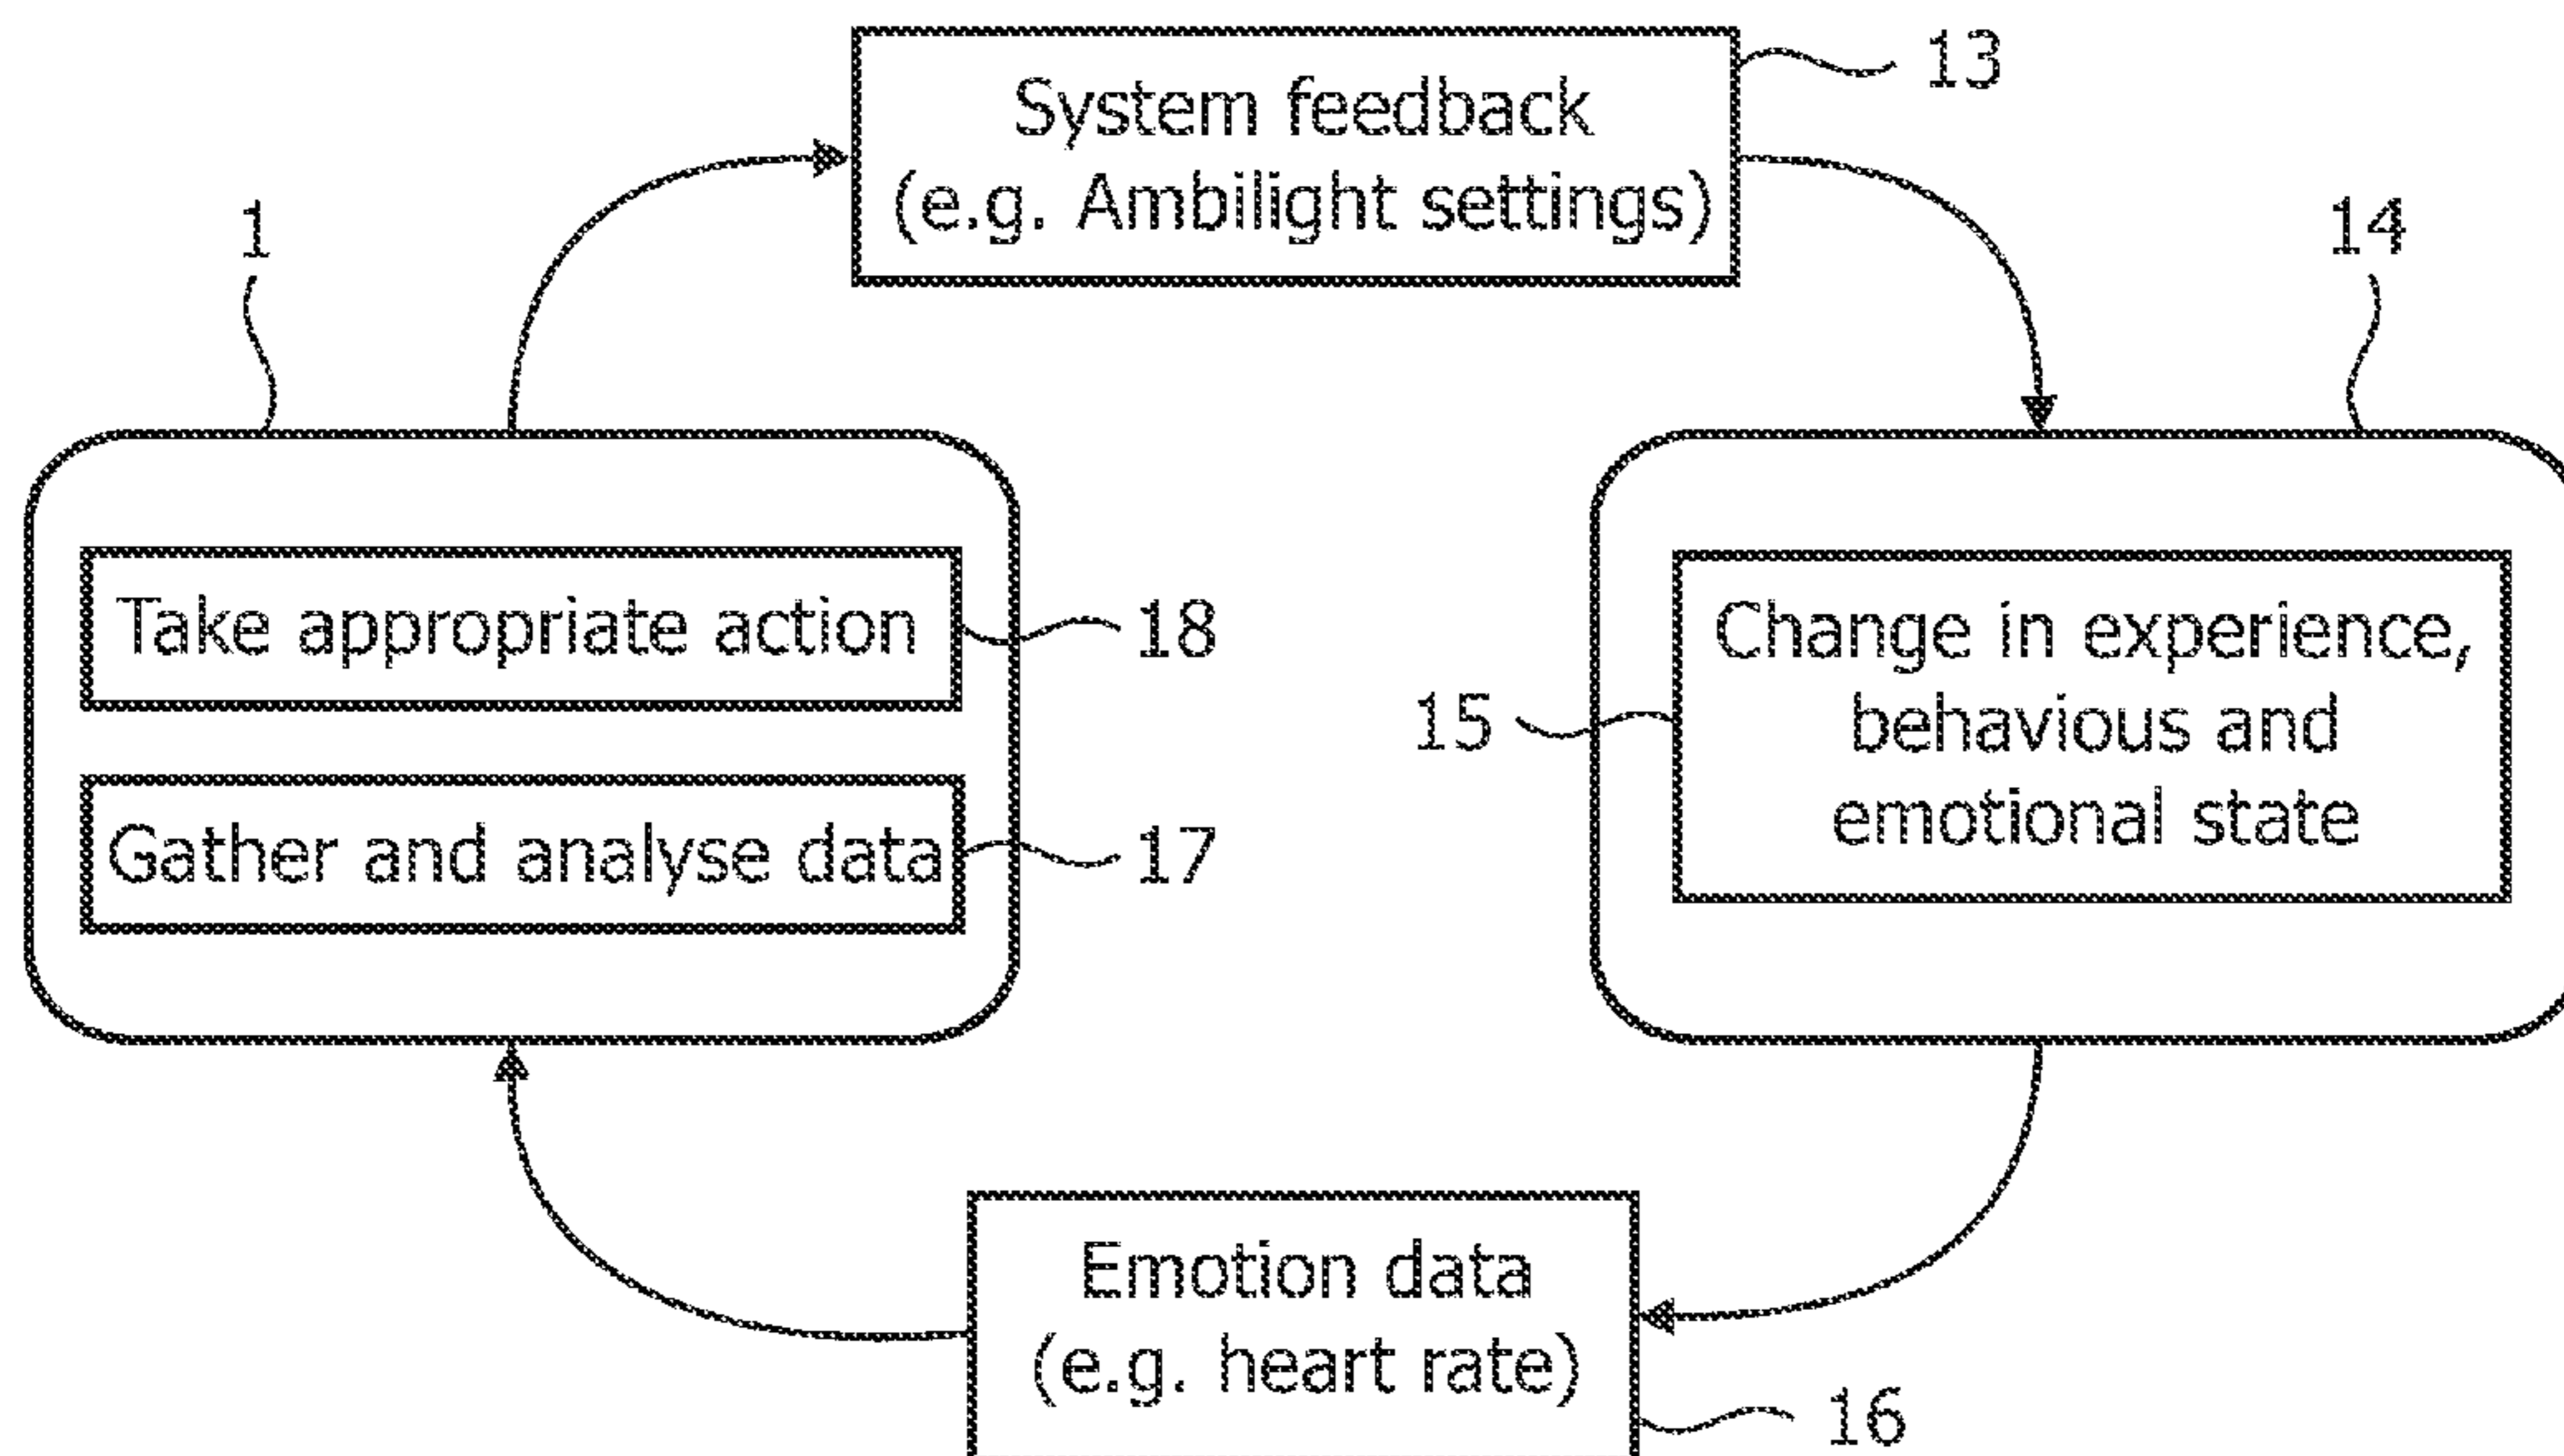 System feedback
(e.g. Ambilight settings)
13
1
14
Take appropriate action
18
Gather and analyse data
17
Change in experience,
behavious and
emotional state
15
Emotion data
(e.g. heart rate)
16